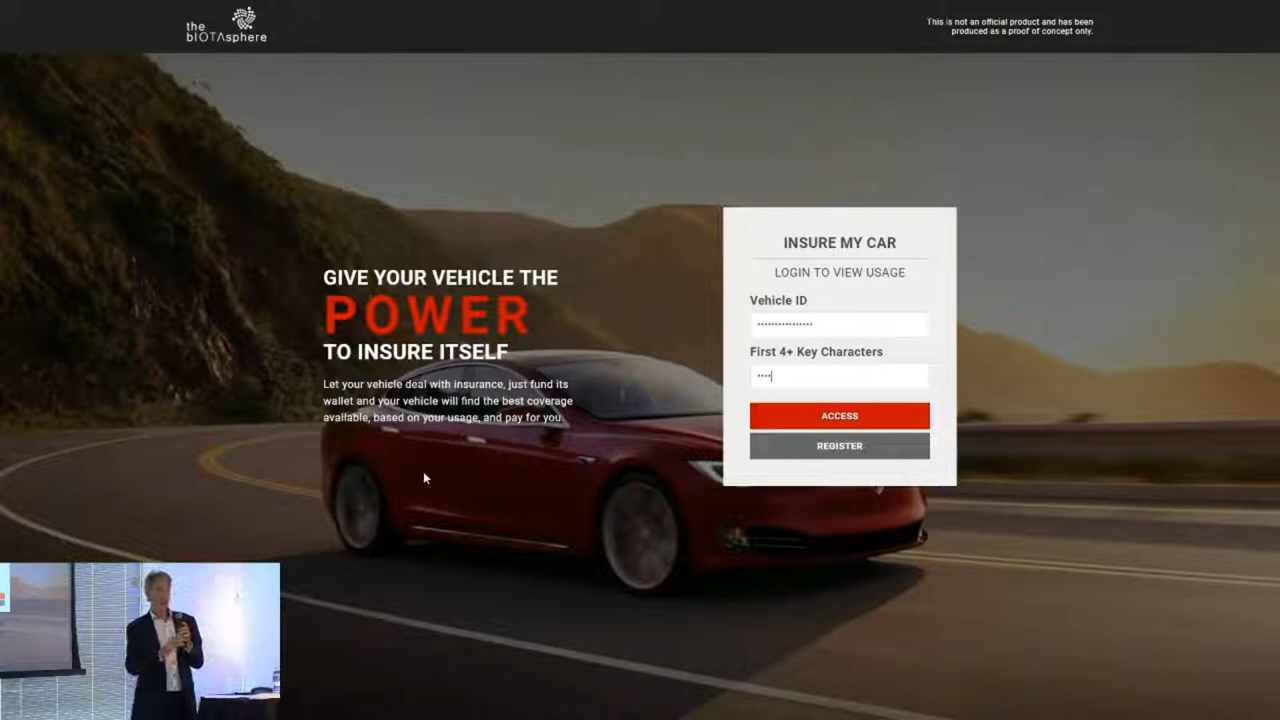 the
bIOTAsphere
This is not an official product and has been
produced as a proof of concept only.
GIVE YOUR VEHICLE THE
POWER
TO INSURE ITSELF
Let your vehicle deal with insurance, just fund its
wallet and your vehicle will find the best coverage
available, based on your usage, and pay for you.
INSURE MY CAR
LOGIN TO VIEW USAGE
Vehicle ID
First 4+ Key Characters
ACCESS
REGISTER